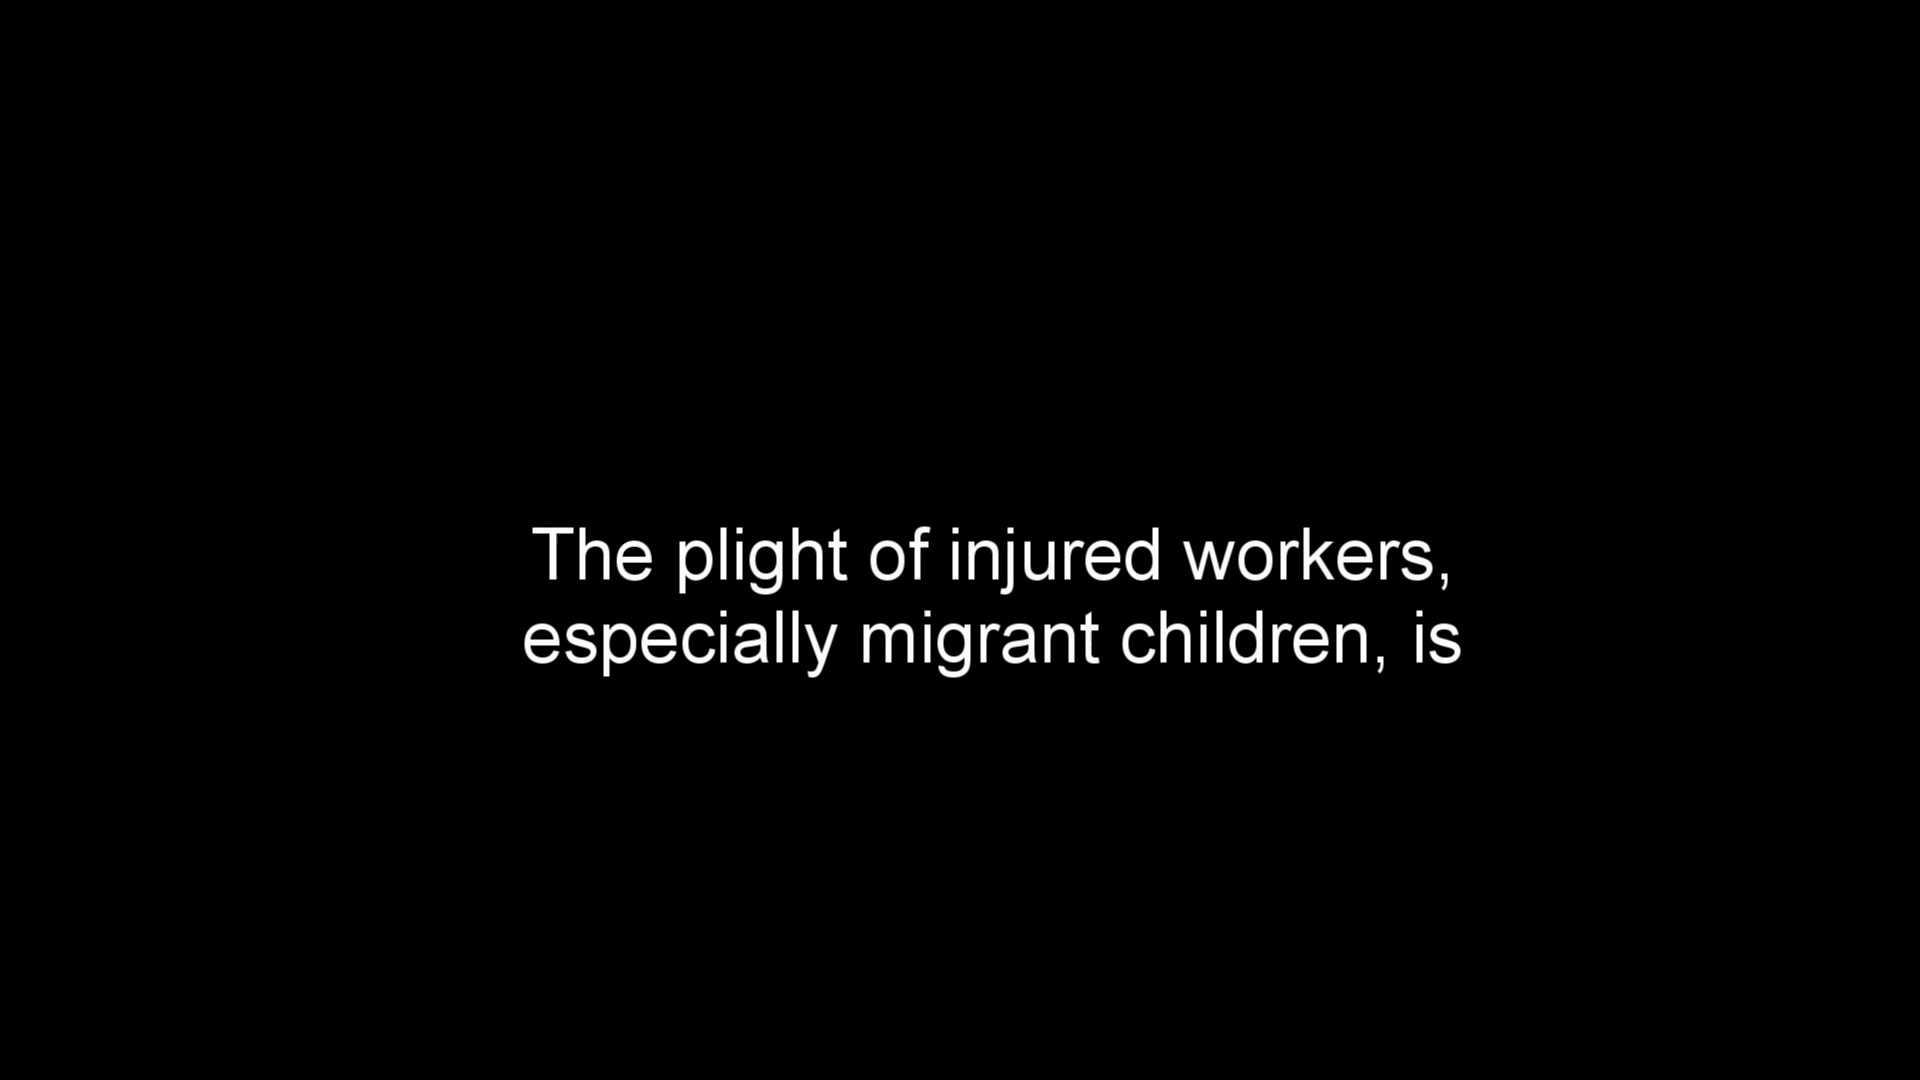 The plight of injured workers,
especially migrant children, is